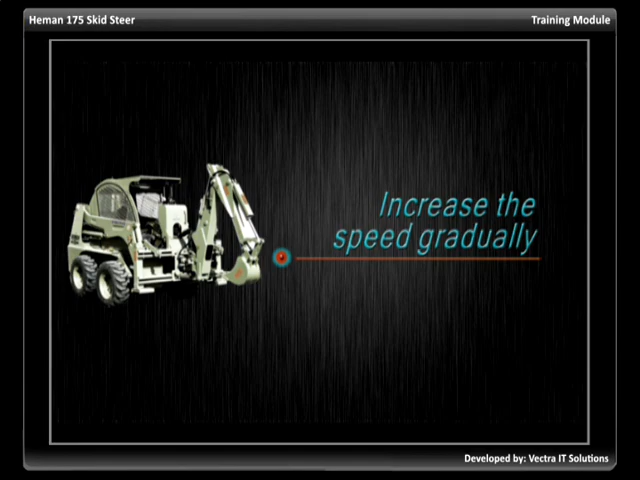 Heman 175 Skid Steer
Training Module
Increase the
speed gradually
Developed by: Vectra IT Solutions